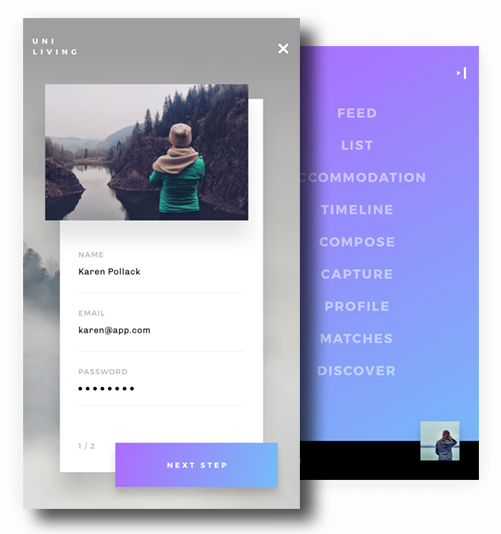 UNI
LIVING
NAME
Karen Pollack
EMAIL
karen@app.com
PASSWORD
1 / 2
NEXT STEP
FEED
LIST
CCOMMODATION
TIMELINE
COMPOSE
CAPTURE
PROFILE
MATCHES
DISCOVER